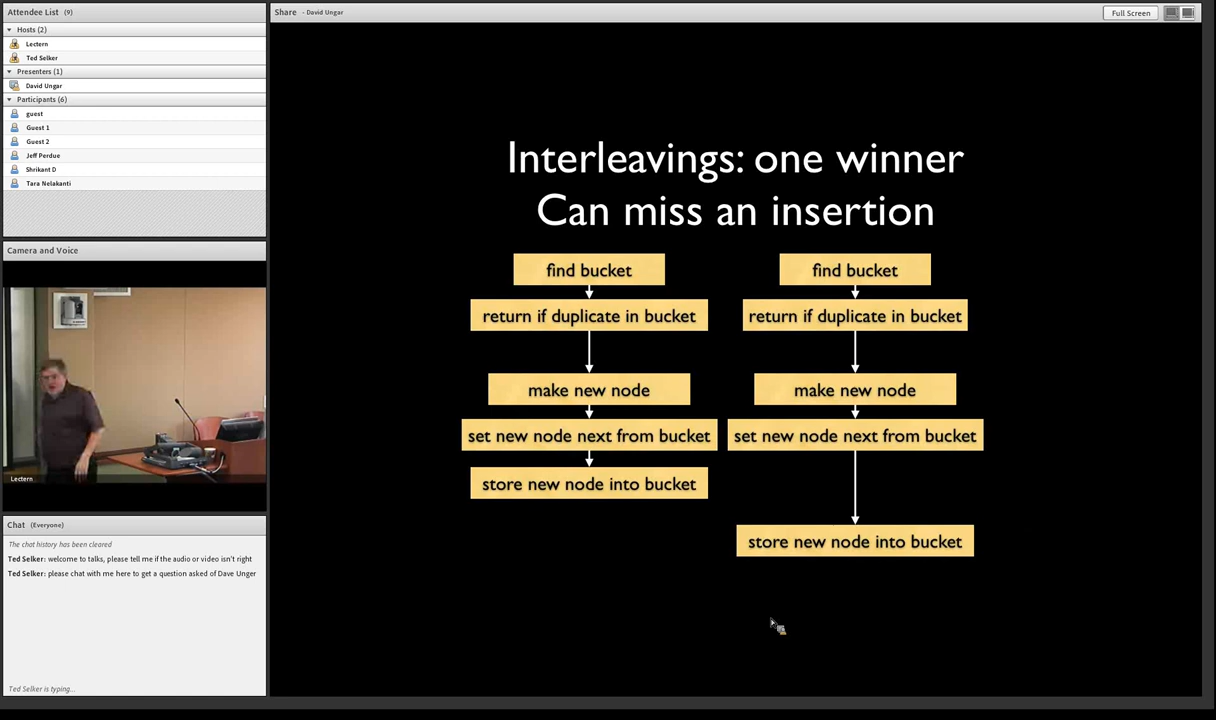 Attendee List (9)
Hosts (2)
Lectern
Ted Selker
Presenters (1)
David Ungar
Participants (6)
guest
Guest 1
Guest 2
Jeff Perdue
Shrikant D
Tara Nelakanti
Camera and Voice
Lectern
Chat (Everyone)
The chat history has been cleared
Ted Selker: welcome to talks, please tell me if the audio or video isn't right
Ted Selker: please chat with me here to get a question asked of Dave Unger
Ted Selker is typing...
Share - David Ungar
Full Screen
Interleavings: one winner
Can miss an insertion
find bucket find bucket
return if duplicate in bucket return if duplicate in bucket
make new node make new node
set new node next from bucket set new node next from bucket
store new node into bucket
store new node into bucket